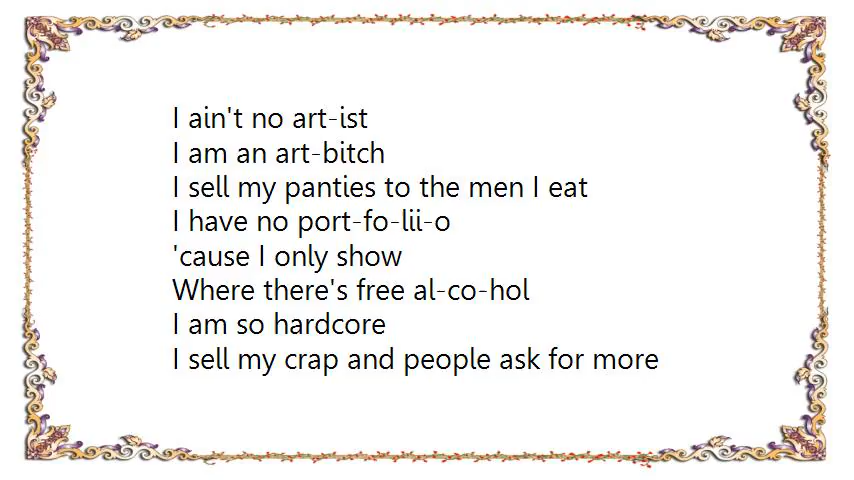 I ain't no art-ist
I am an art-bitch
I sell my panties to the men I eat
I have no port-fo-lii-o
'cause I only show
Where there's free al-co-hol
I am so hardcore
I sell my crap and people ask for more